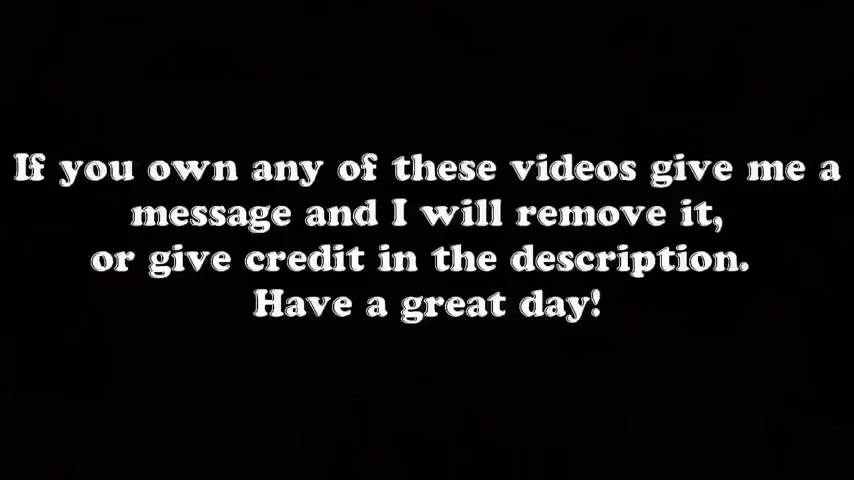 If you own any of these videos give me a
message and I will remove it,
or give credit in the description.
Have a great day!